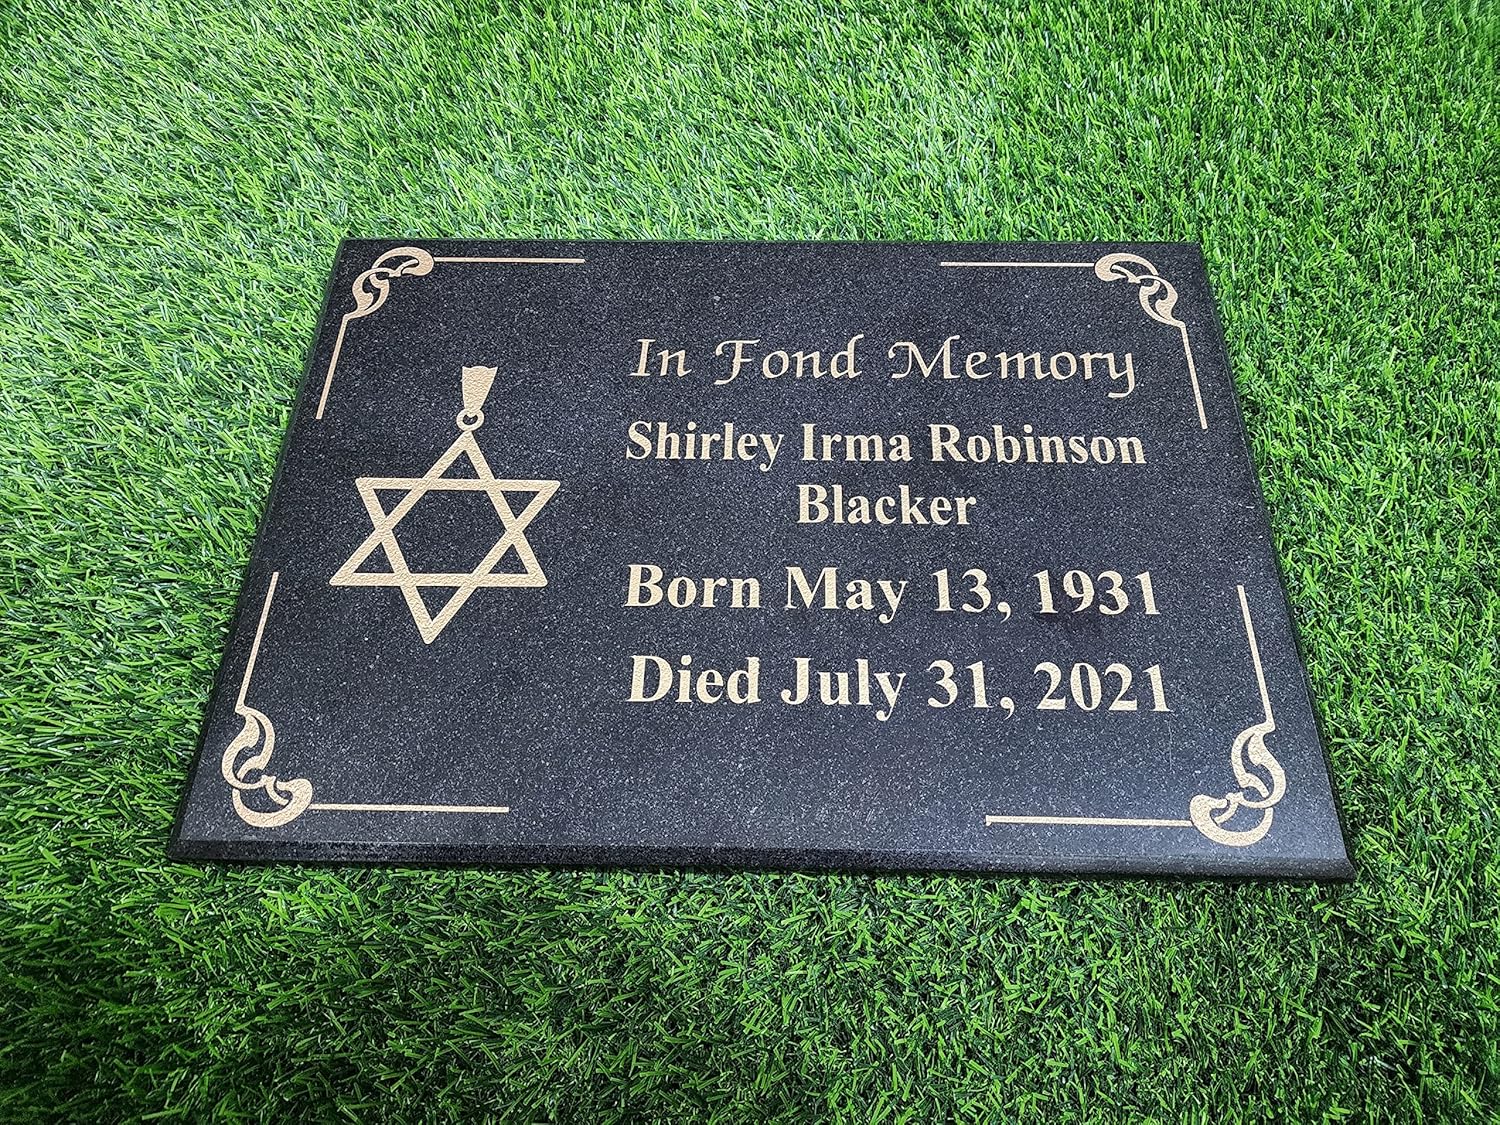 In Fond Memory
Shirley Irma Robinson
Blacker
Born May 13, 1931
Died July 31, 2021